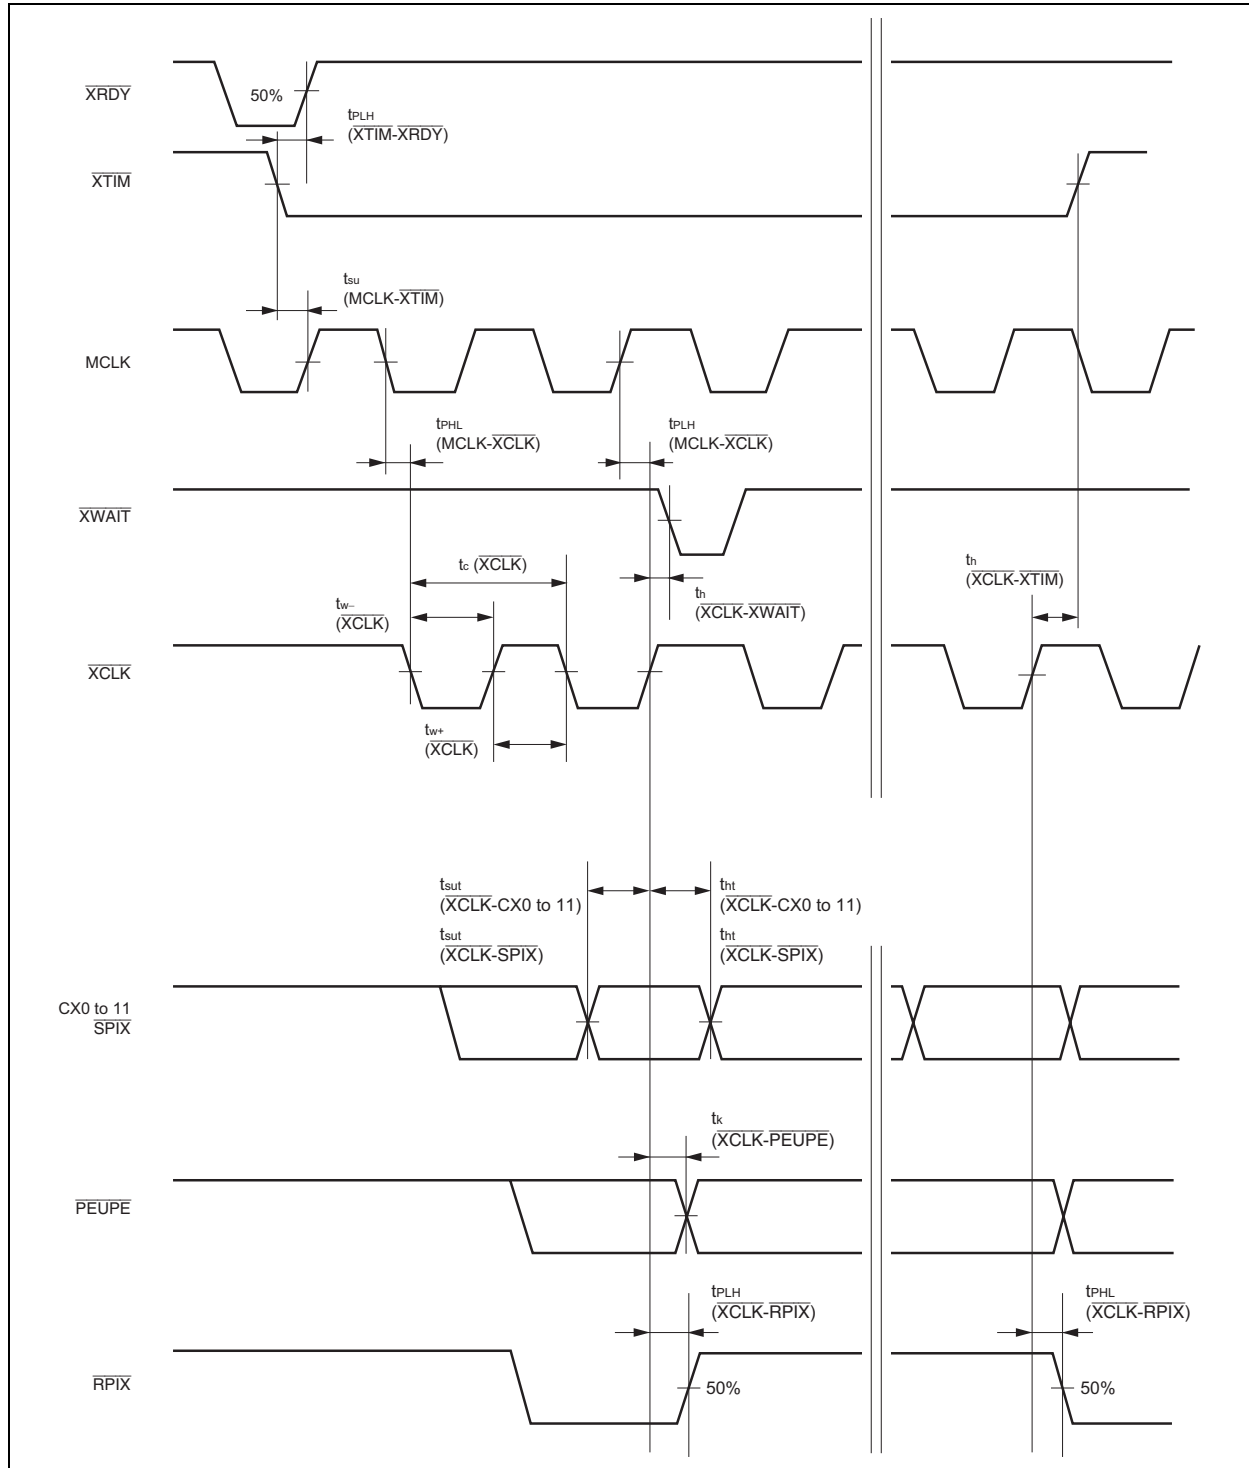 XRDY
50%
tPLH
(XTIM-XRDY)
XTIM
tsu
(MCLK-XTIM)
MCLK
tPHL
(MCLK-XCLK)
tPLH
(MCLK-XCLK)
XWAIT
tc (XCLK)
th
(XCLK-XWAIT)
th
(XCLK-XTIM)
tw–
(XCLK)
XCLK
tw+
(XCLK)
tsut
(XCLK-CX0 to 11)
tht
(XCLK-CX0 to 11)
tsut
(XCLK-SPIX)
tht
(XCLK-SPIX)
CX0 to 11
SPIX
tk
(XCLK-PEUPE)
PEUPE
tPLH
(XCLK-RPIX)
tPHL
(XCLK-RPIX)
RPIX
50%
50%